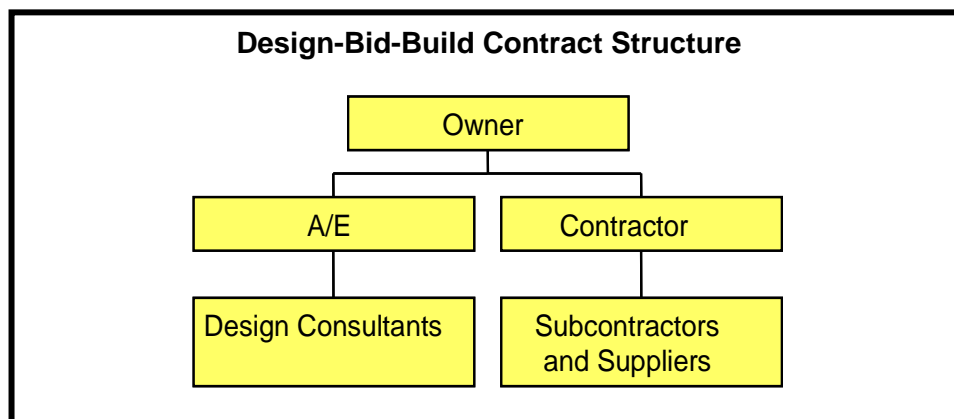 Design-Bid-Build Contract Structure
Owner
A/E
Contractor
Design Consultants
Subcontractors
and Suppliers